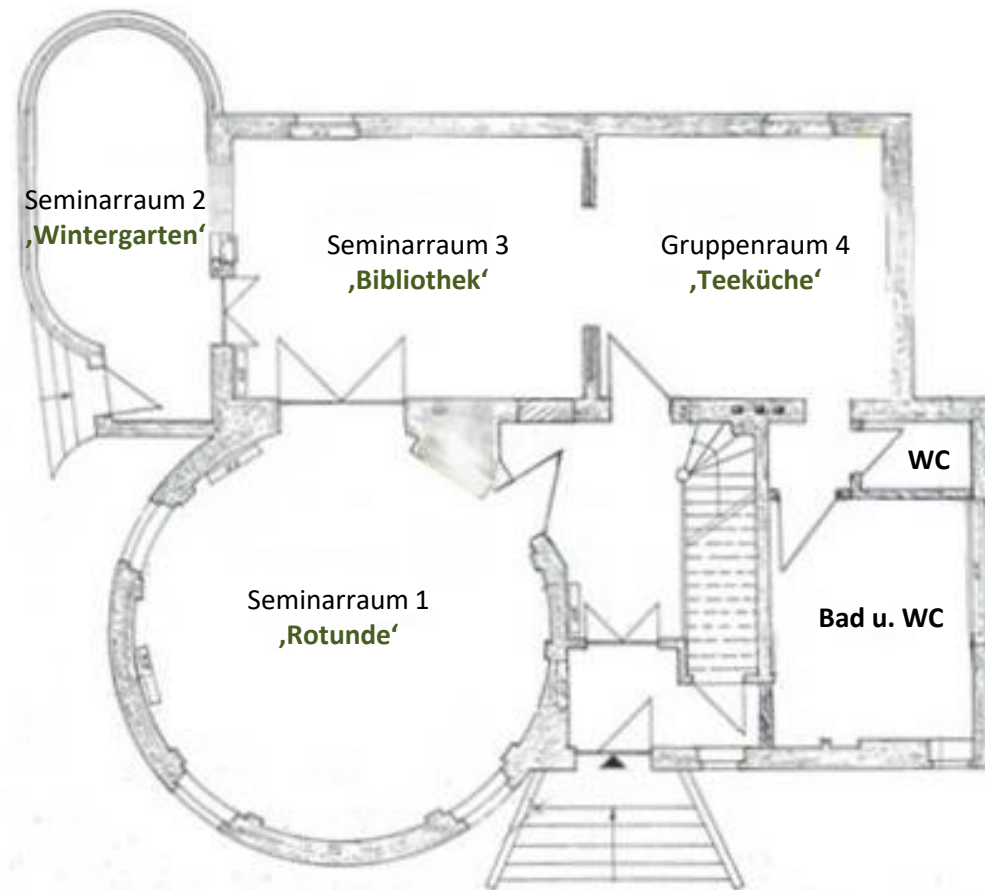 Seminarraum 2
‚Wintergarten‘
Seminarraum 3
‚Bibliothek‘
Gruppenraum 4
‚Teeküche‘
WC
Seminarraum 1
‚Rotunde‘
Bad u. WC